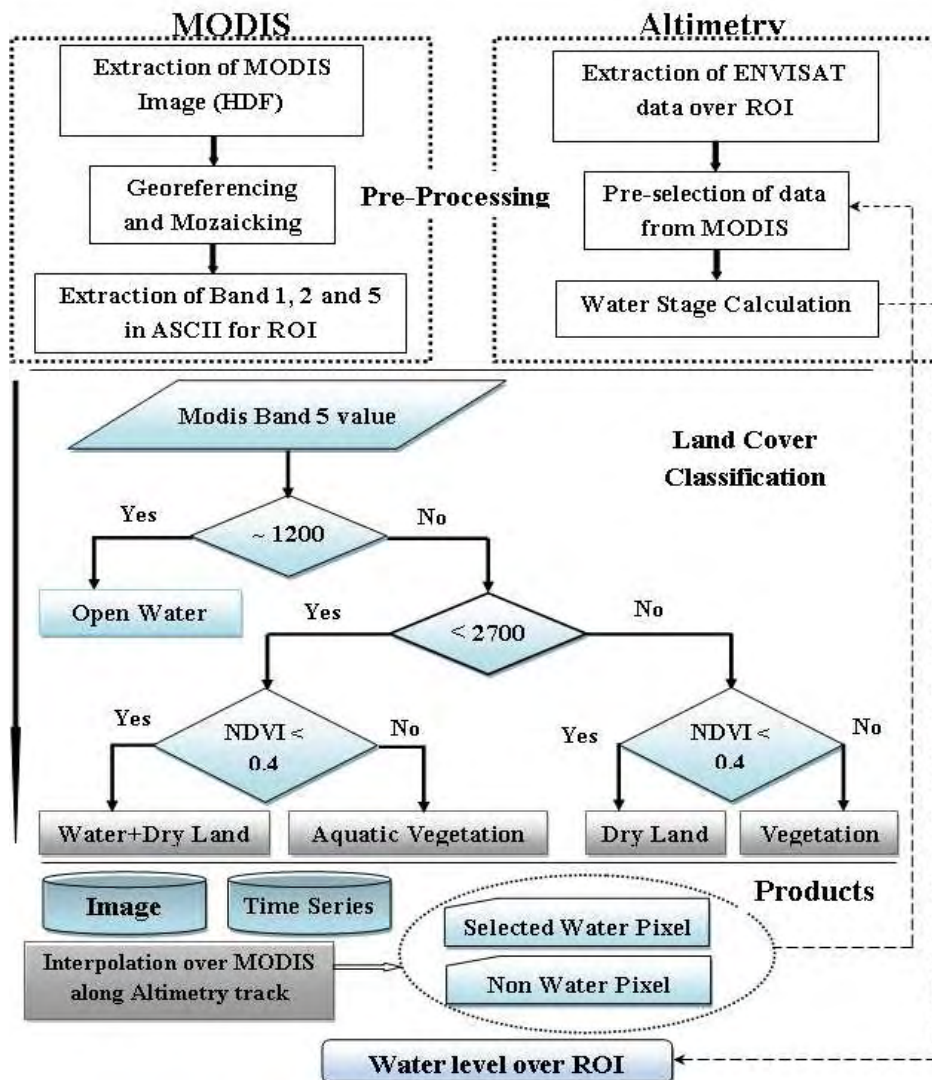 MODIS
Altimetry
Extraction of MODIS
Image (HDF)
Georeferencing
and Mozaicking
Extraction of Band 1, 2 and 5
in ASCII for ROI
Pre-Processing
Extraction of ENVISAT
data over ROI
Pre-selection of data
from MODIS
Water Stage Calculation
Modis Band 5 value
Land Cover
Classification
Yes
~ 1200
No
Open Water
Yes
< 2700
No
Yes
NDVI <
0.4
No
Yes
NDVI <
0.4
No
Water+Dry Land
Aquatic Vegetation
Dry Land
Vegetation
Products
Image
Time Series
Selected Water Pixel
Interpolation over MODIS
along Altimetry track
Non Water Pixel
Water level over ROI